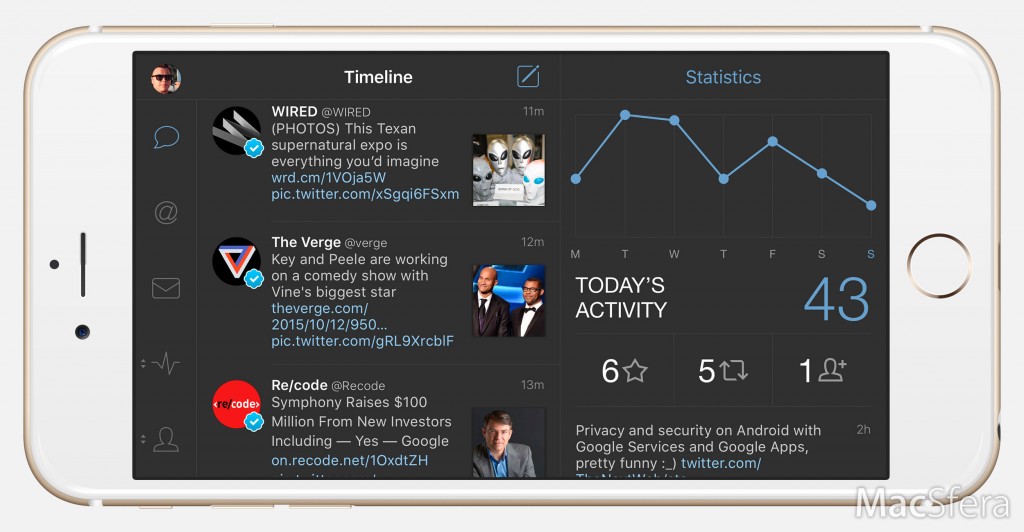 Timeline
WIRED @WIRED 11m
(PHOTOS) This Texan
supernatural expo is
everything you'd imagine
wrd.cm/1VOja5W
pic.twitter.com/xSgqi6FSxm
The Verge @verge 12m
Key and Peele are working
on a comedy show with
Vine's biggest star
theverge.com/
2015/10/12/950...
pic.twitter.com/gRL9XrcblF
<re/code>
Re/code @Recode 13m
Symphony Raises $100
Million From New Investors
Including — Yes — Google
on.recode.net/1OxdtZH
Statistics
M T W T F S S
TODAY'S
ACTIVITY
43
6 5 1
Privacy and security on Android with 2h
Google Services and Google Apps,
pretty funny :_) twitter.com/
MacSfera